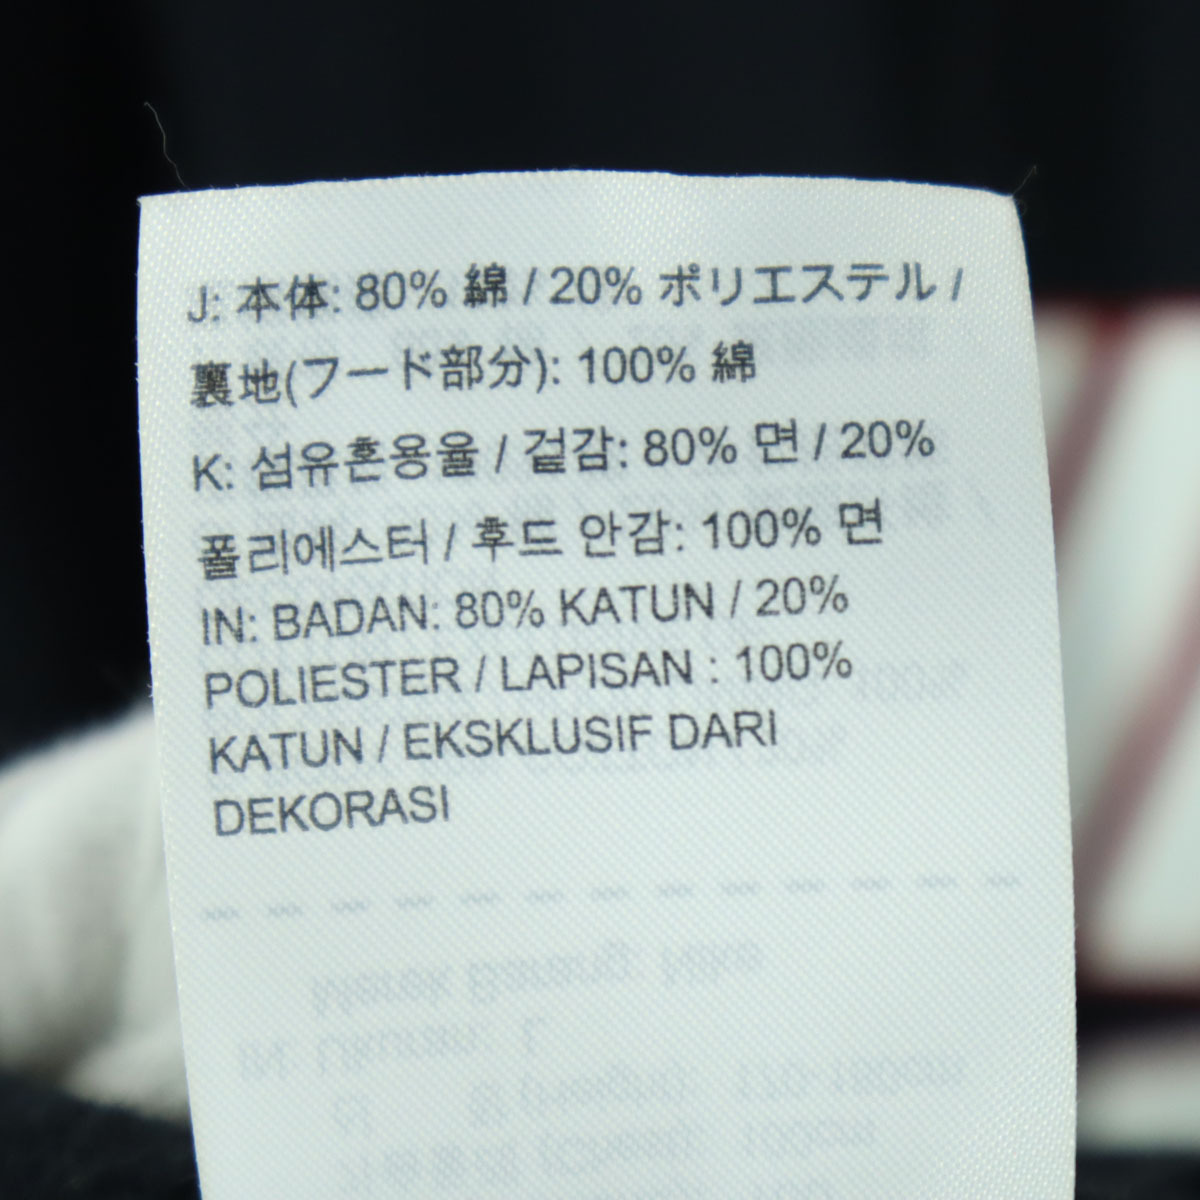 J: 本体: 80% 綿 / 20% ポリエステル /
裏地(フード部分): 100% 綿
K: 섬유혼용율 / 겉감: 80% 면 / 20%
폴리에스터 / 후드 안감: 100% 면
IN: BADAN: 80% KATUN / 20%
POLIESTER / LAPISAN : 100%
KATUN / EKSKLUSIF DARI
DEKORASI